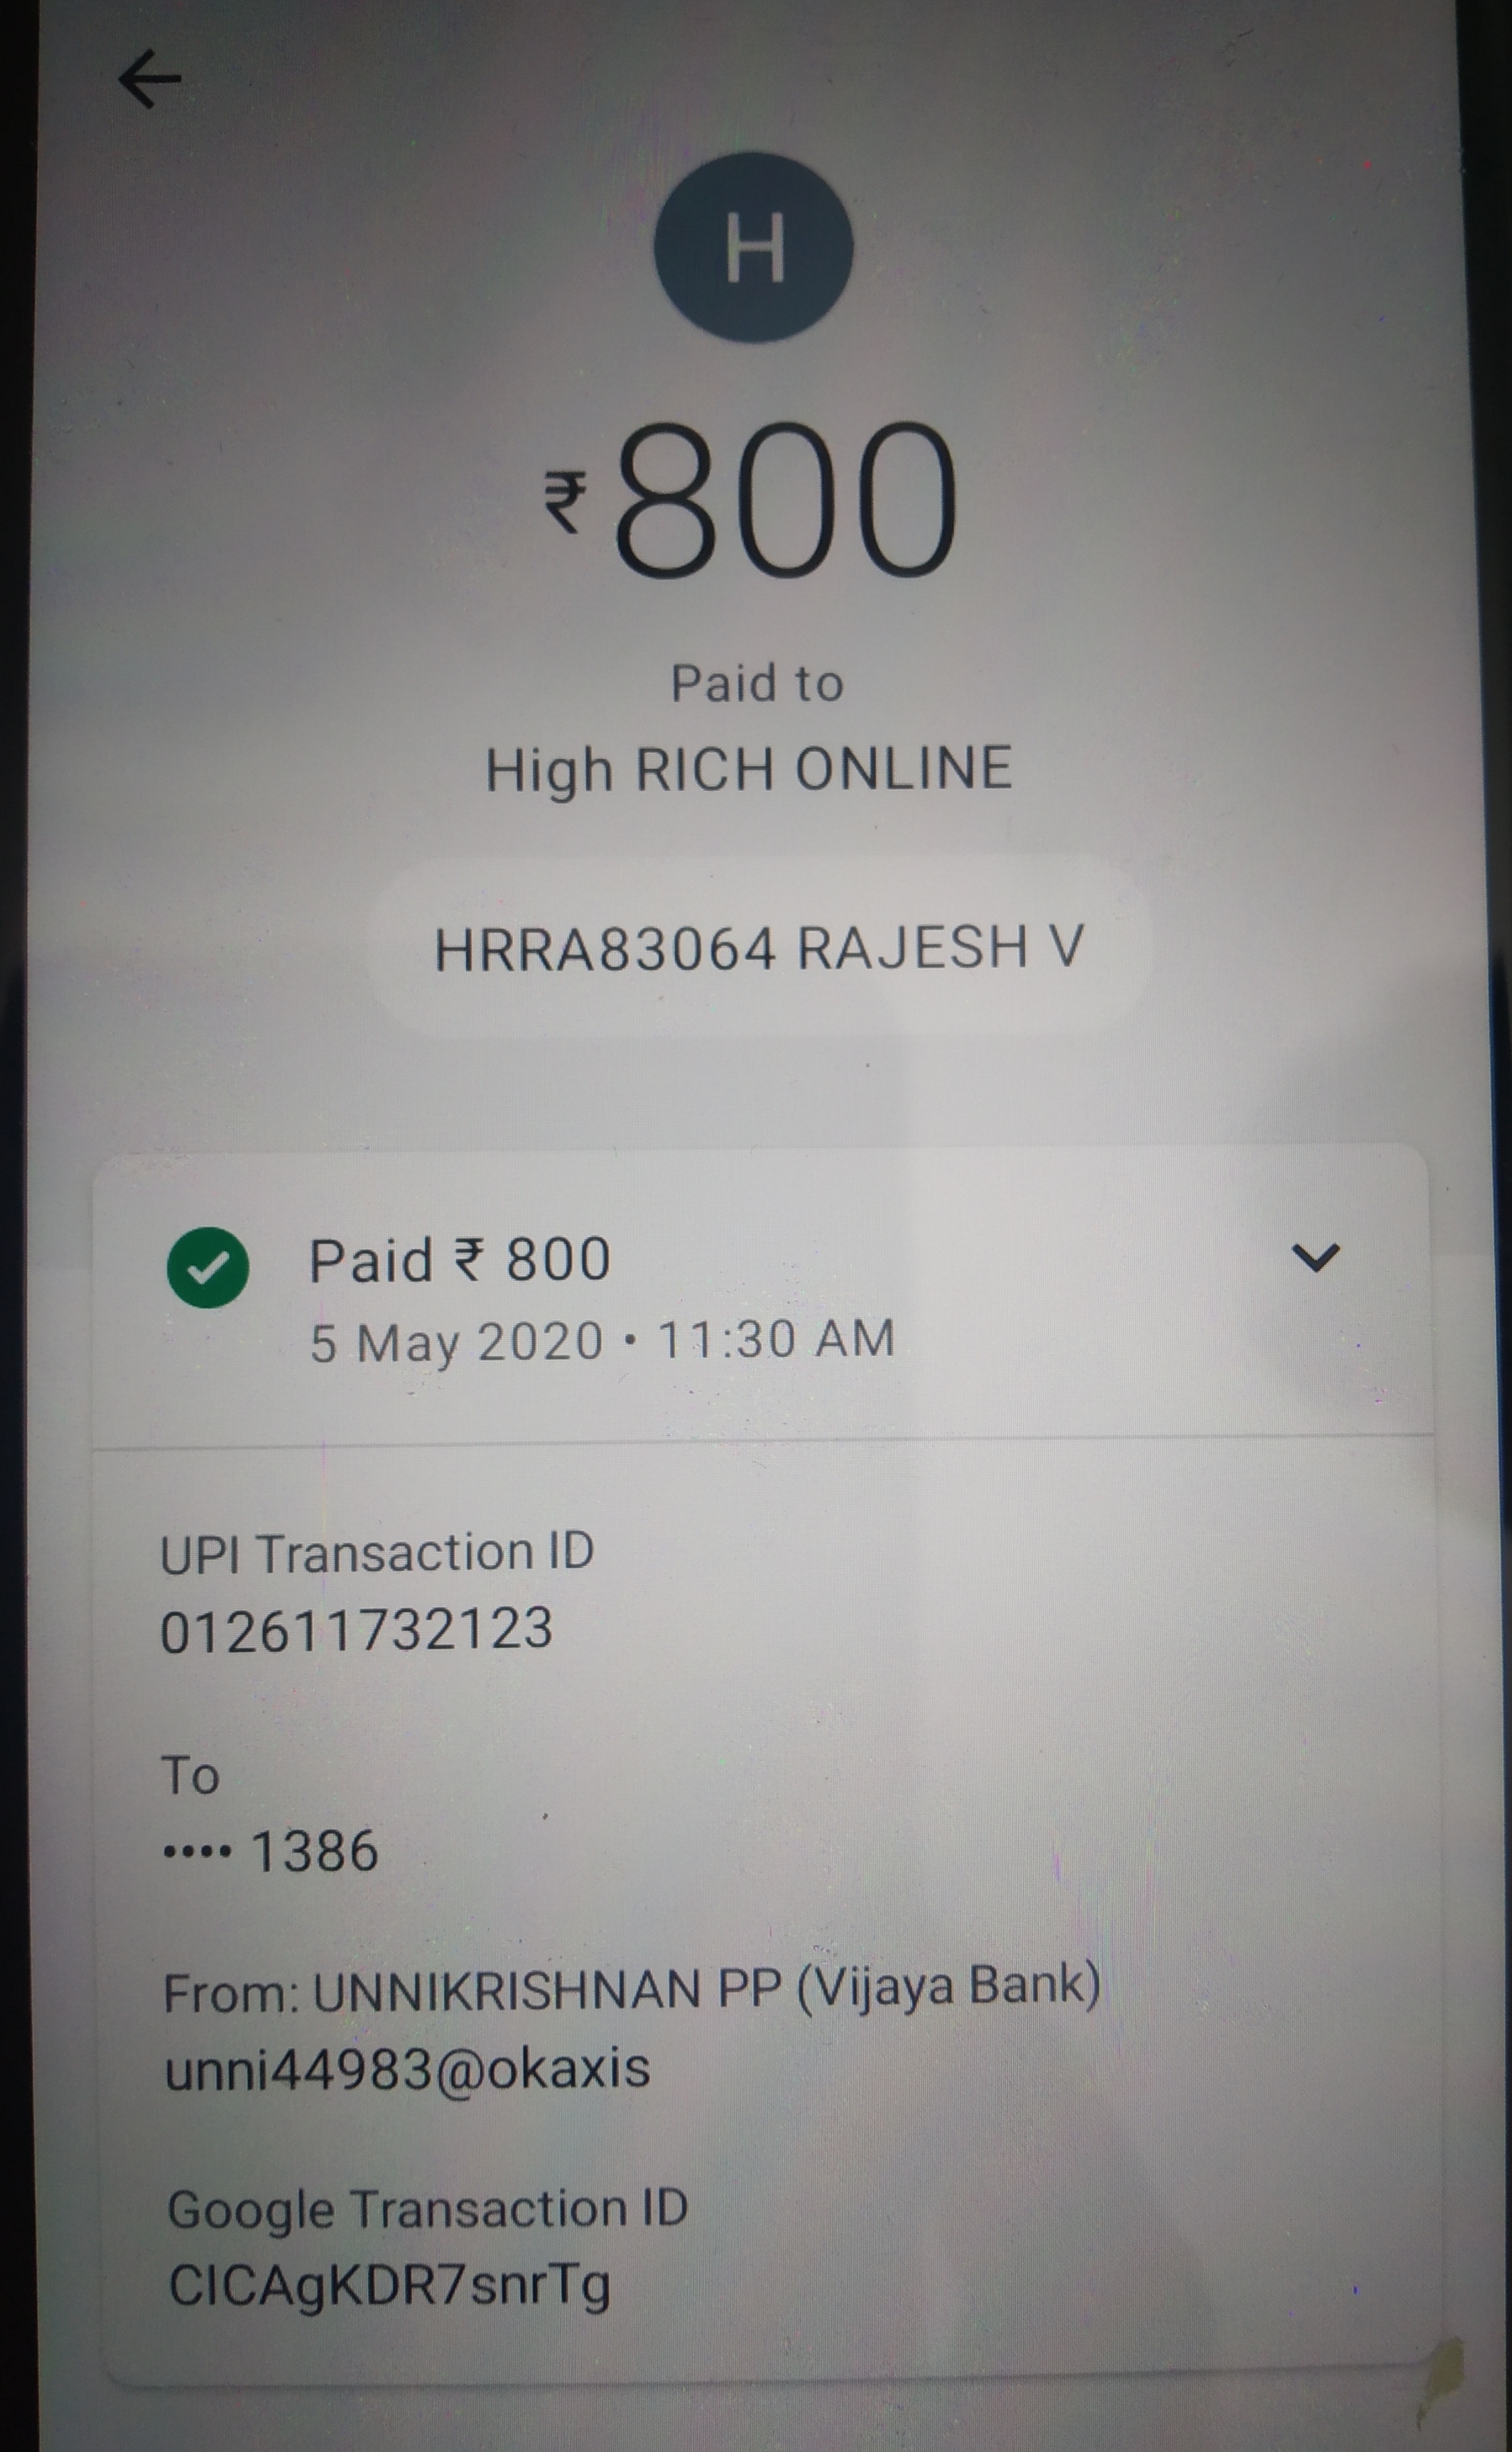 H
₹800
Paid to
High RICH ONLINE
HRRA83064 RAJESH V
Paid ₹ 800
5 May 2020 • 11:30 AM
UPI Transaction ID
012611732123
To
•••• 1386
From: UNNIKRISHNAN PP (Vijaya Bank)
unni44983@okaxis
Google Transaction ID
CICAgKDR7snrTg